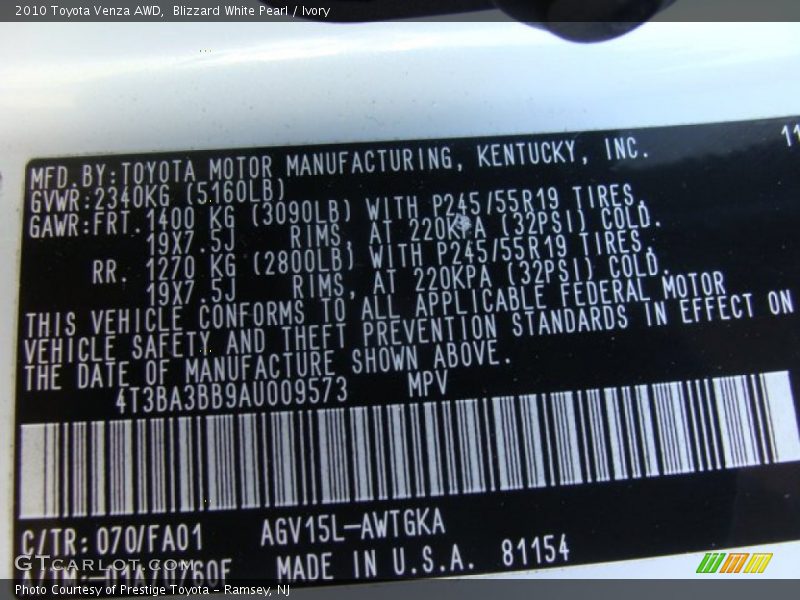 2010 Toyota Venza AWD,  Blizzard White Pearl / Ivory
11
MFD.BY:TOYOTA MOTOR MANUFACTURING, KENTUCKY, INC.
GVWR:2340KG (5160LB)
GAWR:FRT.1400 KG (3090LB) WITH P245/55R19 TIRES,
19X7.5J RIMS, AT 220KPA (32PSI) COLD.
RR. 1270 KG (2800LB) WITH P245/55R19 TIRES,
19X7.5J RIMS, AT 220KPA (32PSI) COLD.
THIS VEHICLE CONFORMS TO ALL APPLICABLE FEDERAL MOTOR
VEHICLE SAFETY AND THEFT PREVENTION STANDARDS IN EFFECT ON
THE DATE OF MANUFACTURE SHOWN ABOVE.
4T3BA3BB9AU009573 MPV
C/TR:070/FA01 AGV15L-AWTGKA
MADE IN U.S.A. 81154
GTcarlot.com
Photo Courtesy of Prestige Toyota - Ramsey, NJ